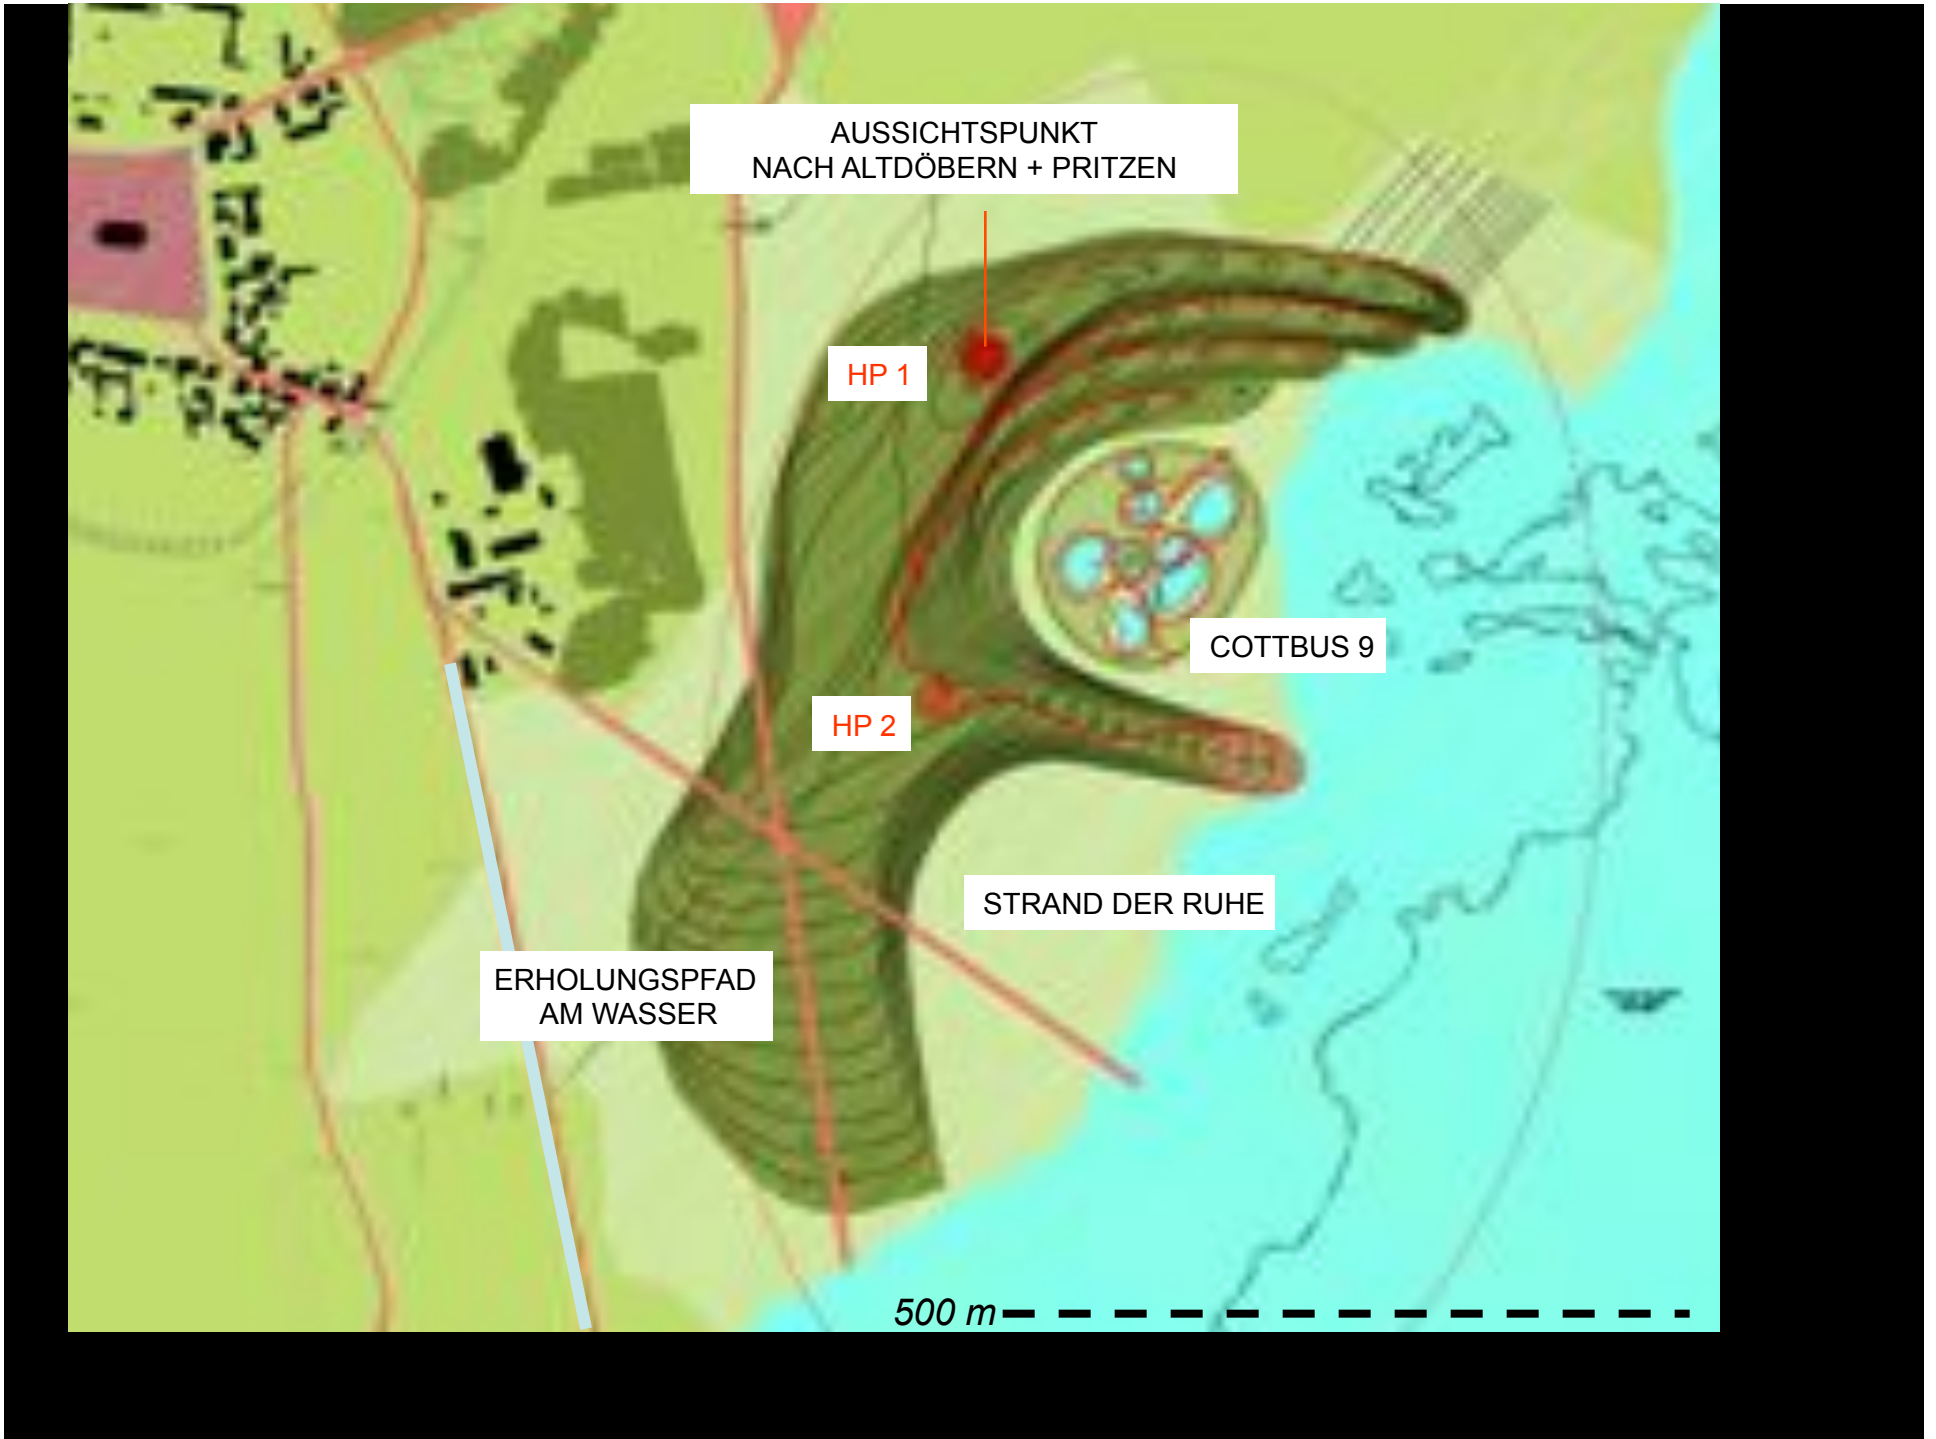 AUSSICHTSPUNKT
NACH ALTDÖBERN + PRITZEN
HP 1
COTTBUS 9
HP 2
STRAND DER RUHE
ERHOLUNGSPFAD
AM WASSER
500 m